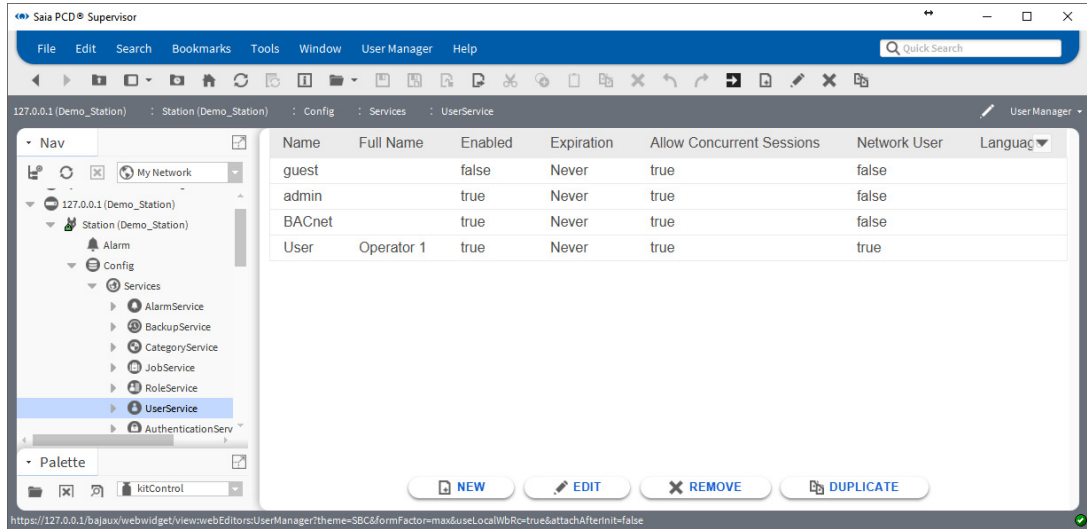 Saia PCD® Supervisor
File Edit Search Bookmarks Tools Window User Manager Help Quick Search
127.0.0.1 (Demo_Station) : Station (Demo_Station) : Config : Services : UserService User Manager
Nav
My Network
127.0.0.1 (Demo_Station)
Station (Demo_Station)
Alarm
Config
Services
AlarmService
BackupService
CategoryService
JobService
RoleService
UserService
AuthenticationServ
Palette
kitControl
Name Full Name Enabled Expiration Allow Concurrent Sessions Network User Languag
guest false Never true false
admin true Never true false
BACnet true Never true false
User Operator 1 true Never true true
NEW EDIT REMOVE DUPLICATE
https://127.0.0.1/bajaux/webwidget/view:webEditors:UserManager?theme=SBC&formFactor=max&useLocalWbRc=true&attachAfterInit=false